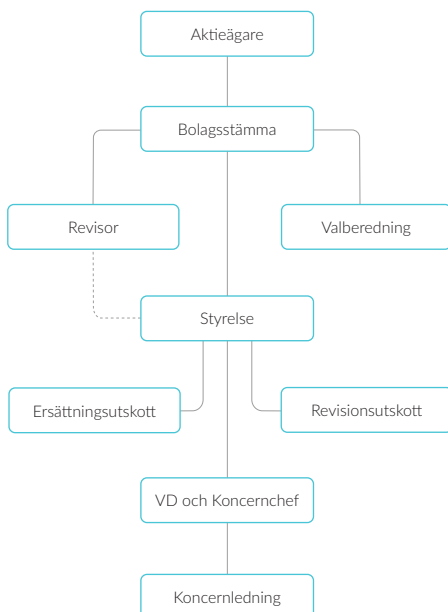 Aktieägare
Bolagsstämma
Revisor
Valberedning
Styrelse
Ersättningsutskott
Revisionsutskott
VD och Koncernchef
Koncernledning